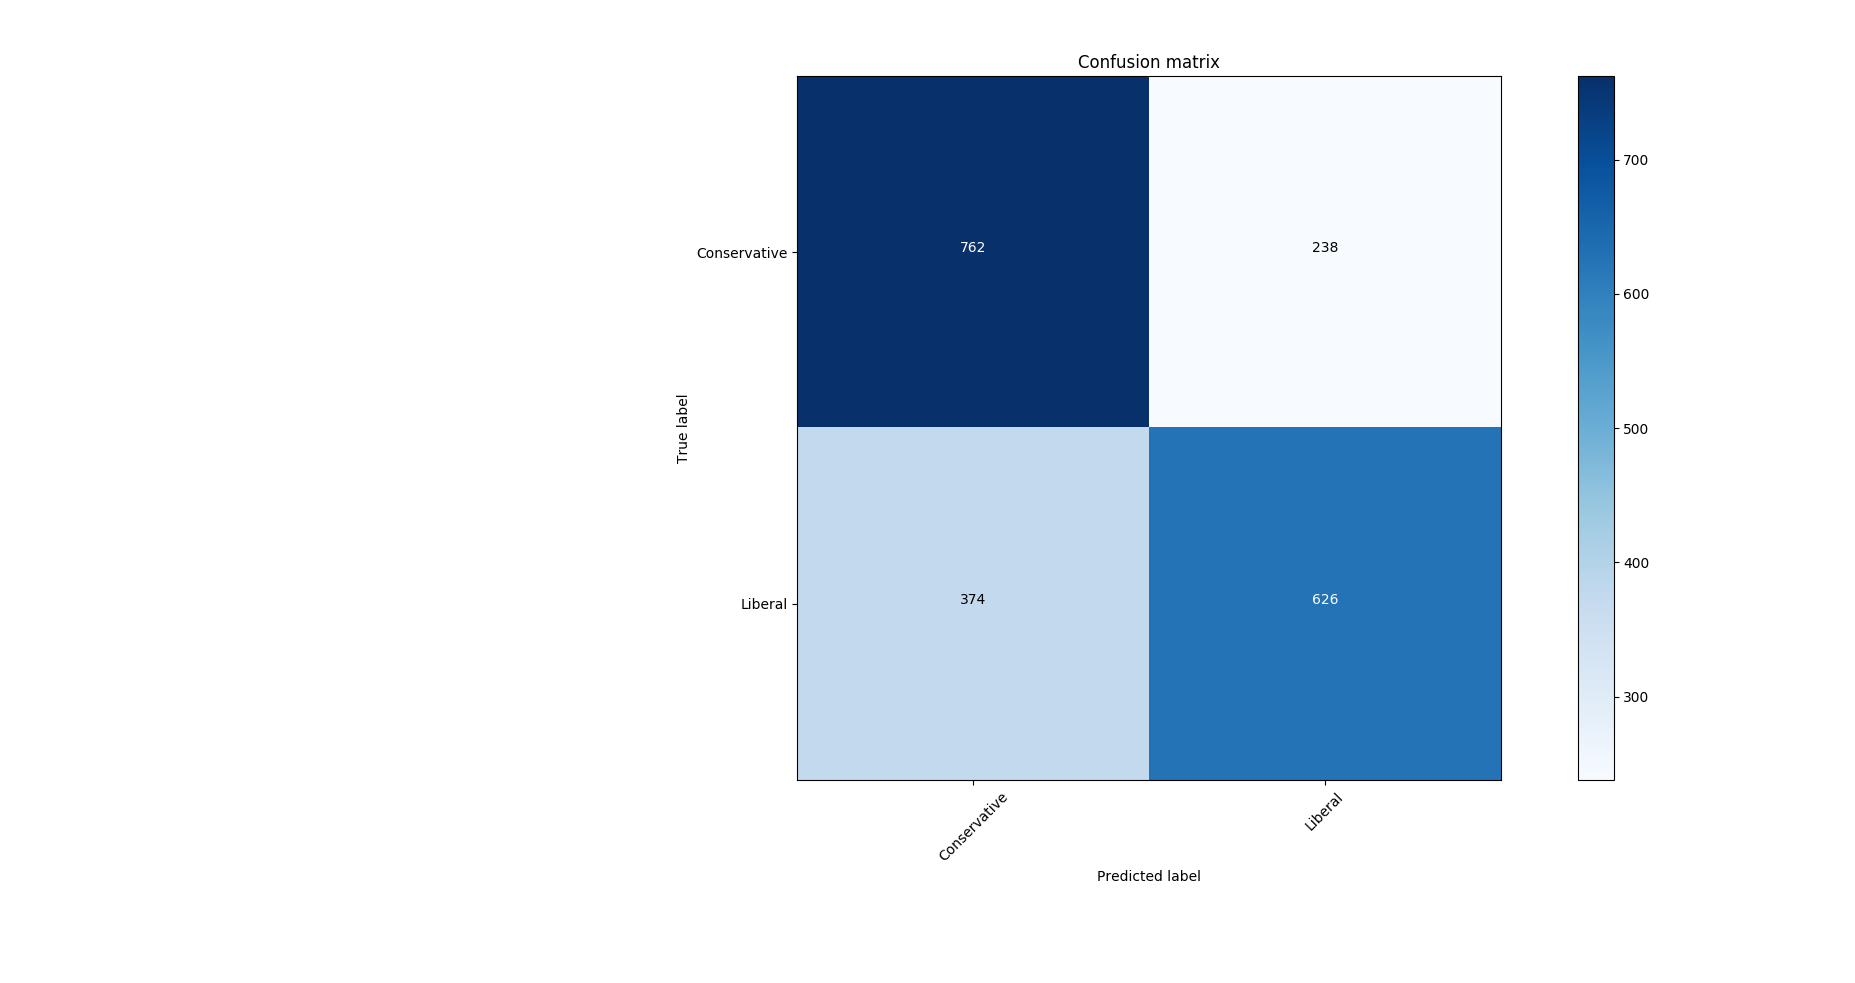 Confusion matrix
True label
Conservative
762
238
Liberal
374
626
Conservative
Liberal
Predicted label
700
600
500
400
300